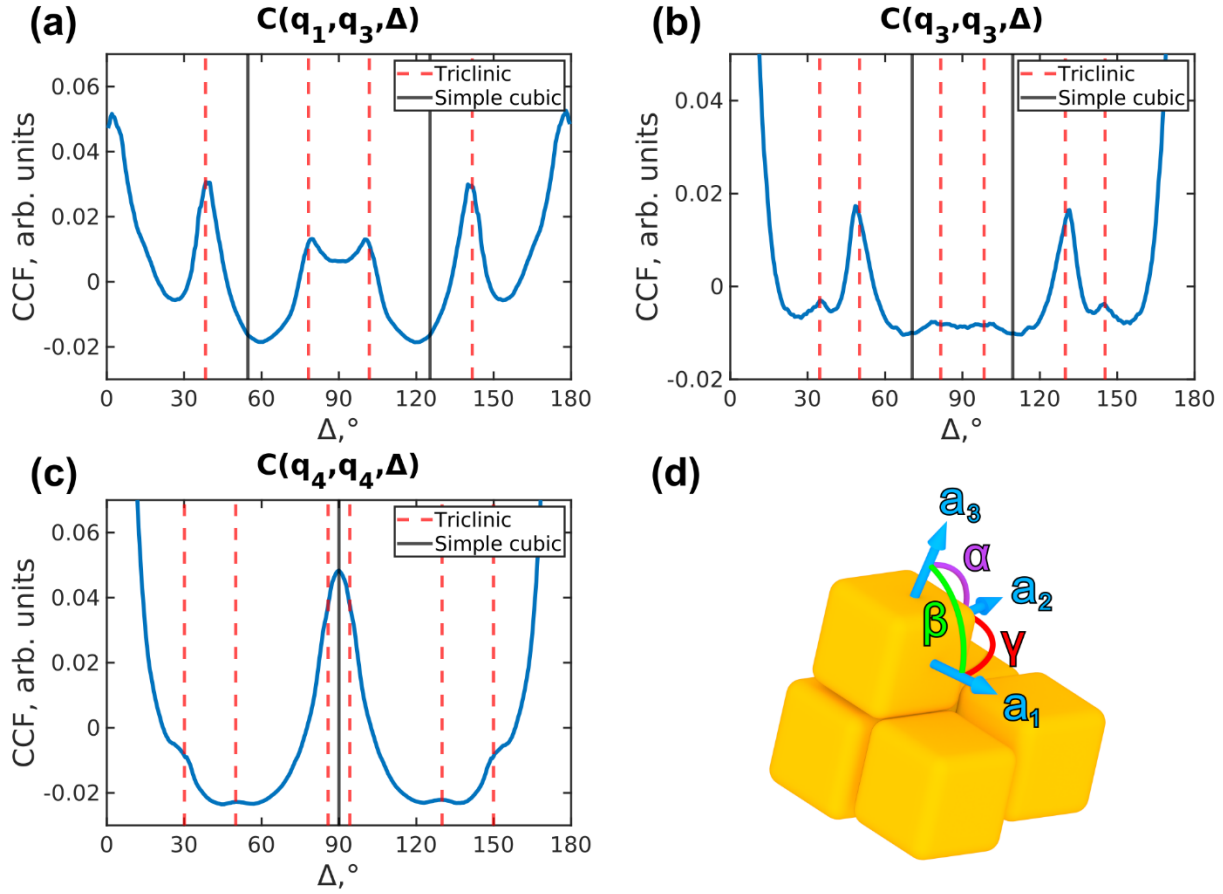 (a)
C(q₁,q₃,Δ)
CCF, arb. units
0.06
0.04
0.02
0
-0.02
Triclinic
Simple cubic
0 30 60 90 120 150 180
Δ,°
(b)
C(q₃,q₃,Δ)
CCF, arb. units
0.04
0.02
0
-0.02
Triclinic
Simple cubic
0 30 60 90 120 150 180
Δ,°
(c)
C(q₄,q₄,Δ)
CCF, arb. units
0.06
0.04
0.02
0
-0.02
Triclinic
Simple cubic
0 30 60 90 120 150 180
Δ,°
(d)
a₃
α
a₂
β
γ
a₁